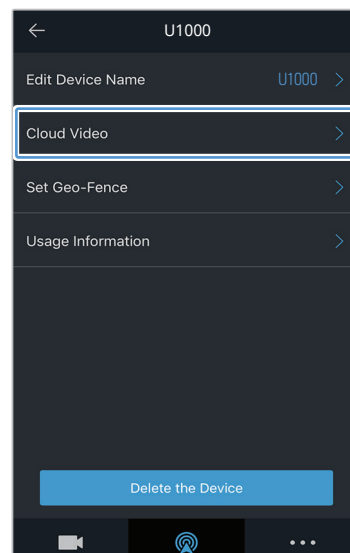 U1000
Edit Device Name U1000
Cloud Video
Set Geo-Fence
Usage Information
Delete the Device